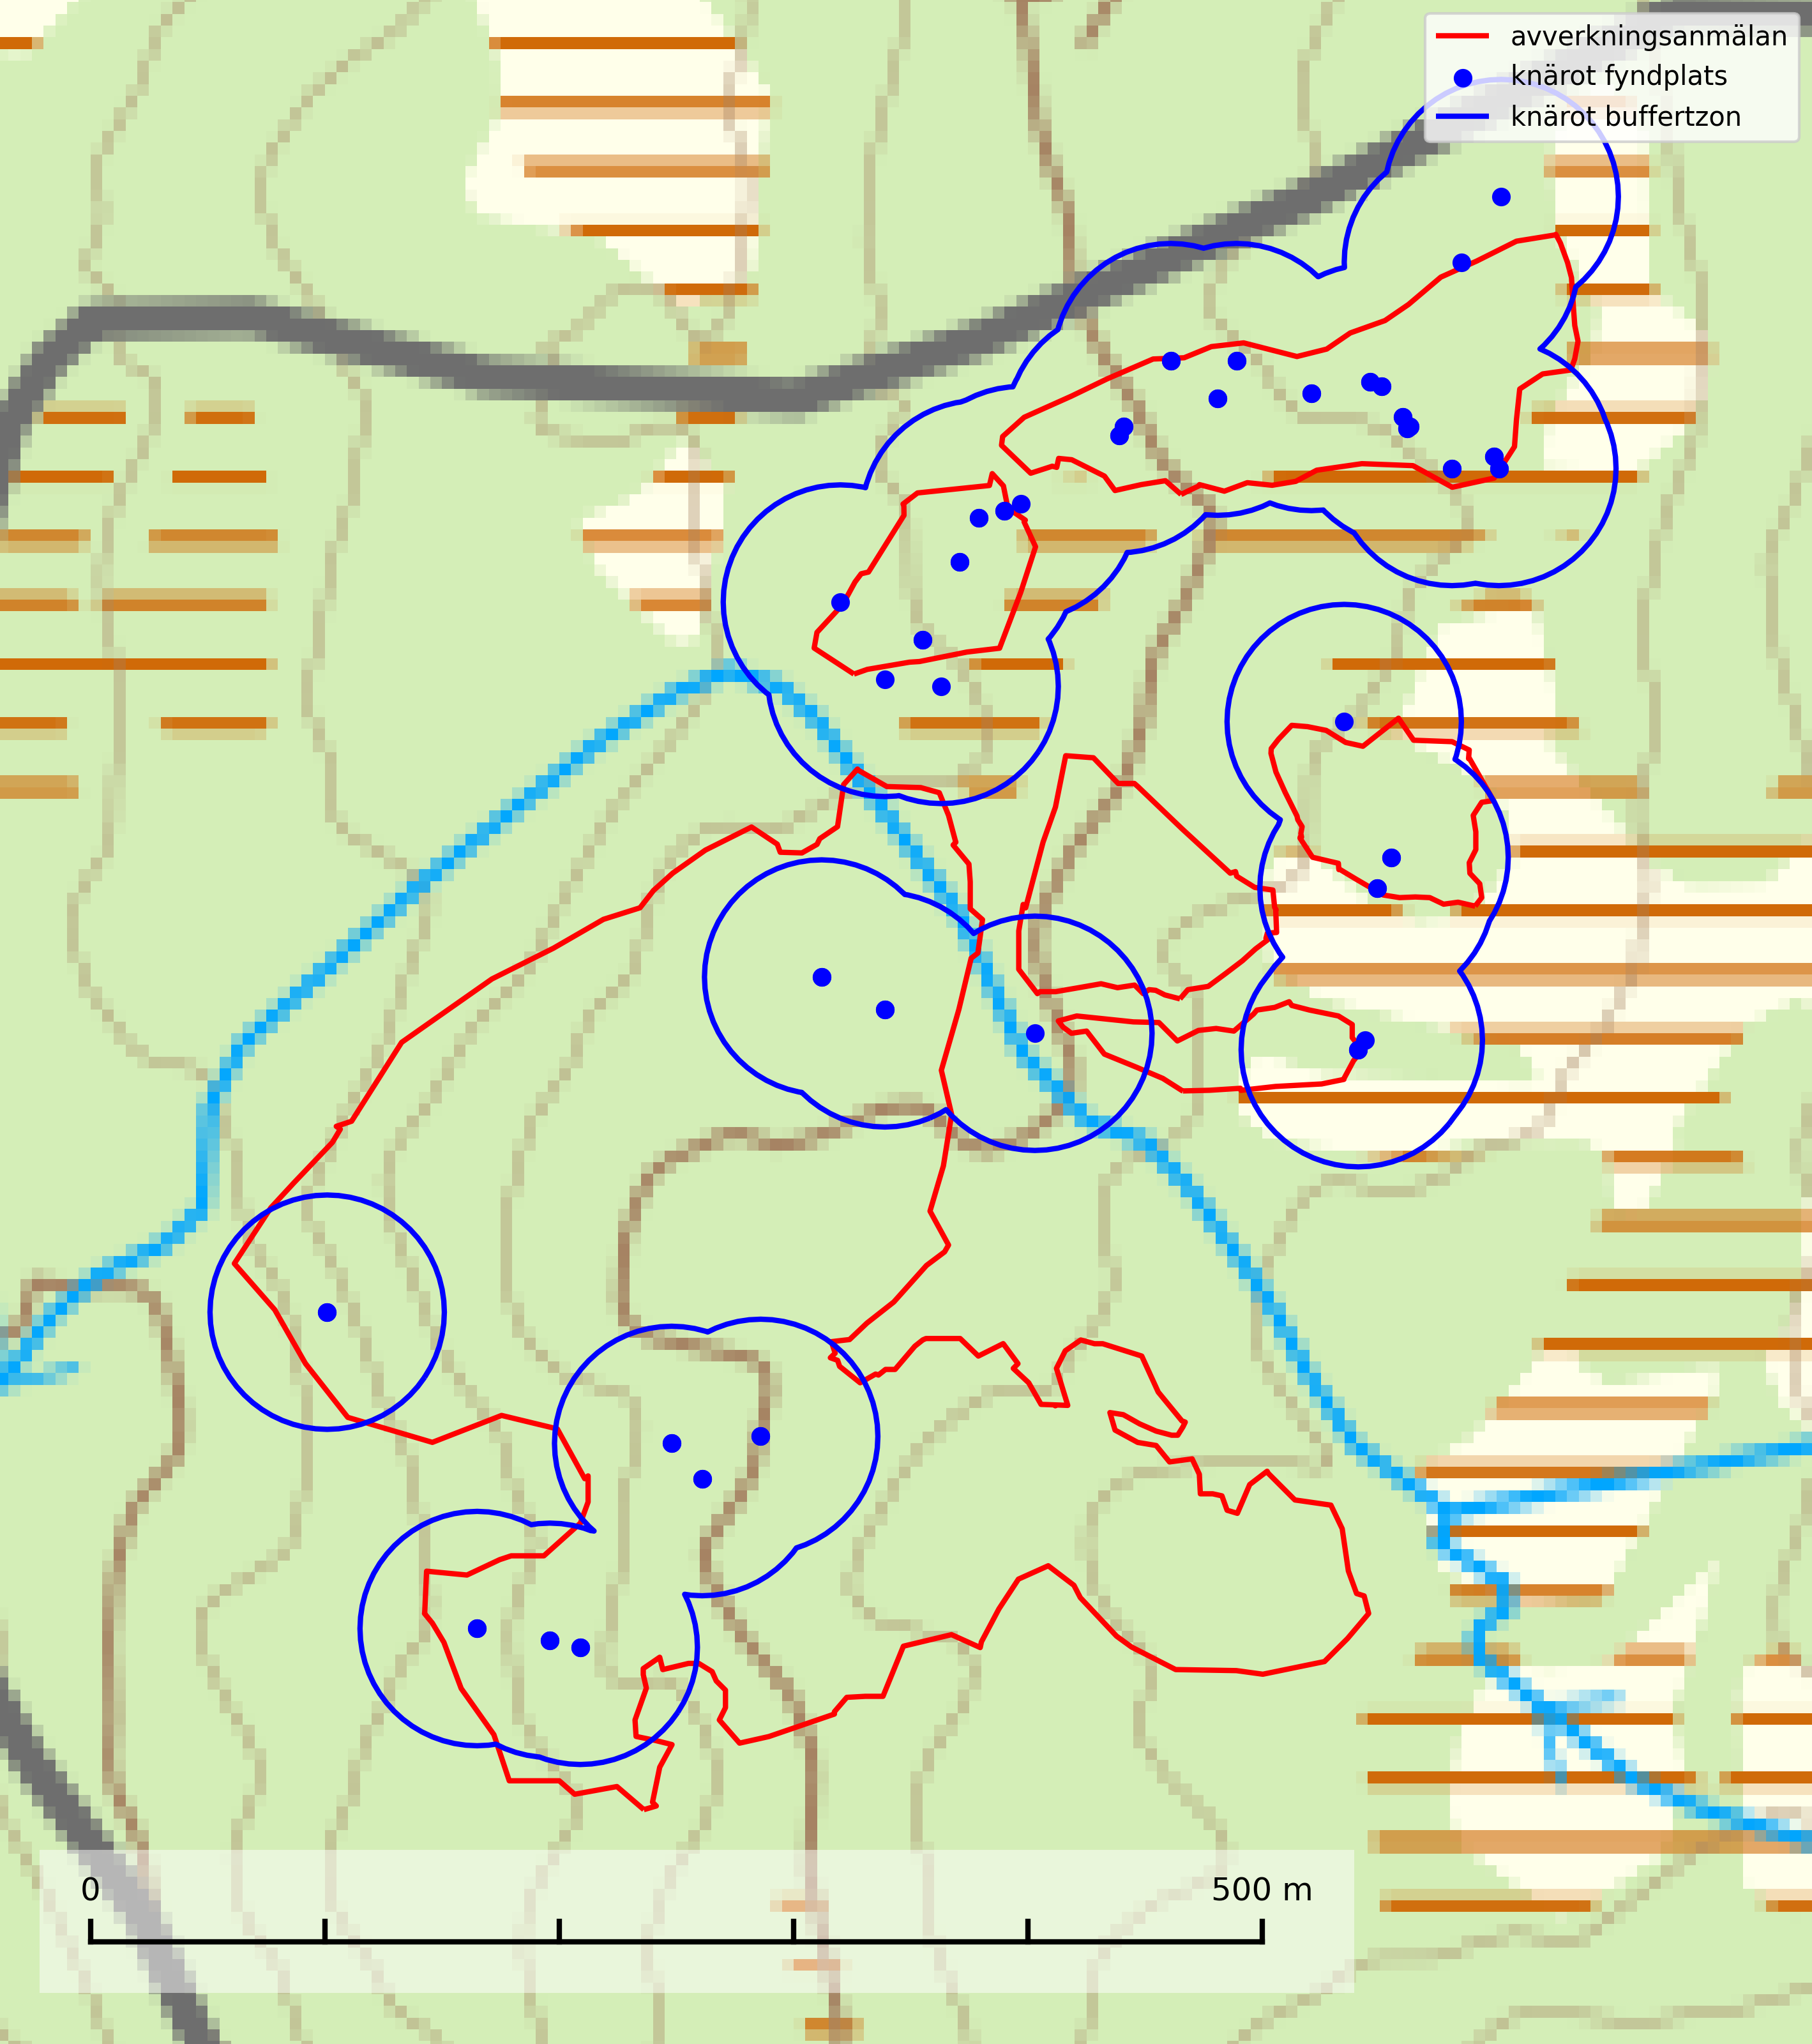 avverkningsanmälan
knärot fyndplats
knärot buffertzon
0
500 m